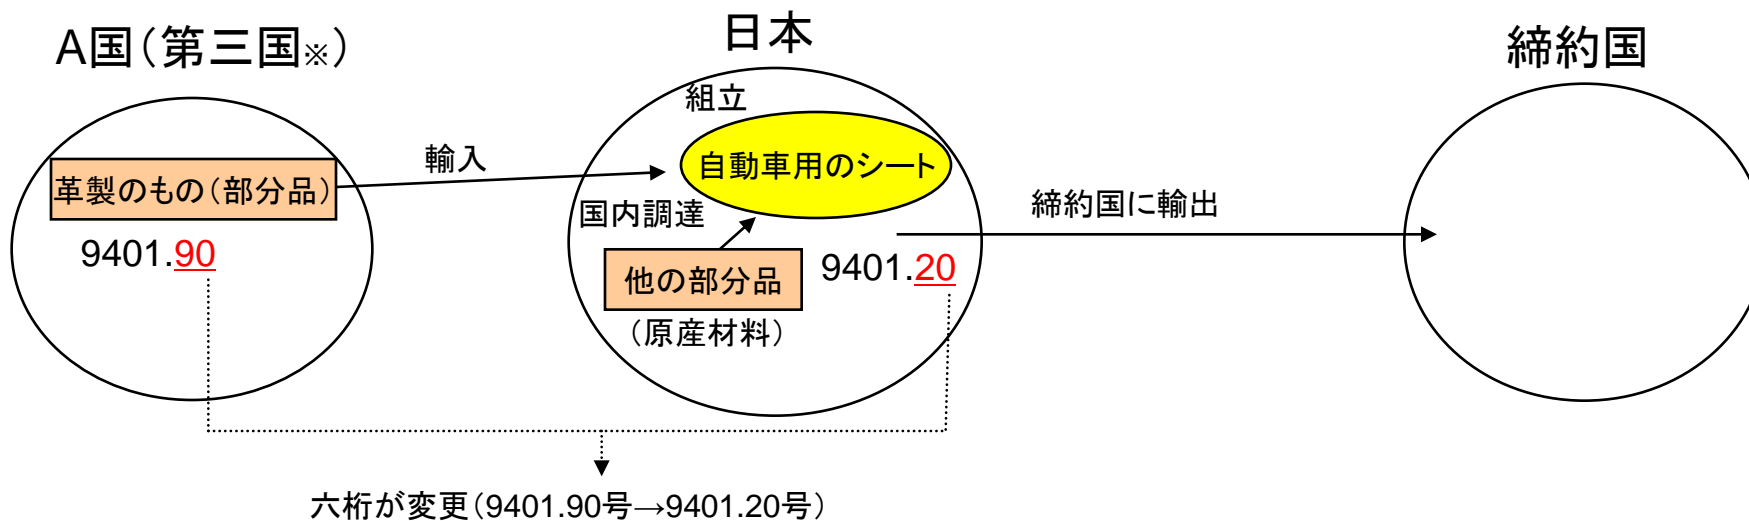 A国(第三国※)
日本
締約国
組立
革製のもの(部分品)
輸入
自動車用のシート
国内調達
締約国に輸出
9401.90
他の部分品
9401.20
(原産材料)
六桁が変更(9401.90号→9401.20号)